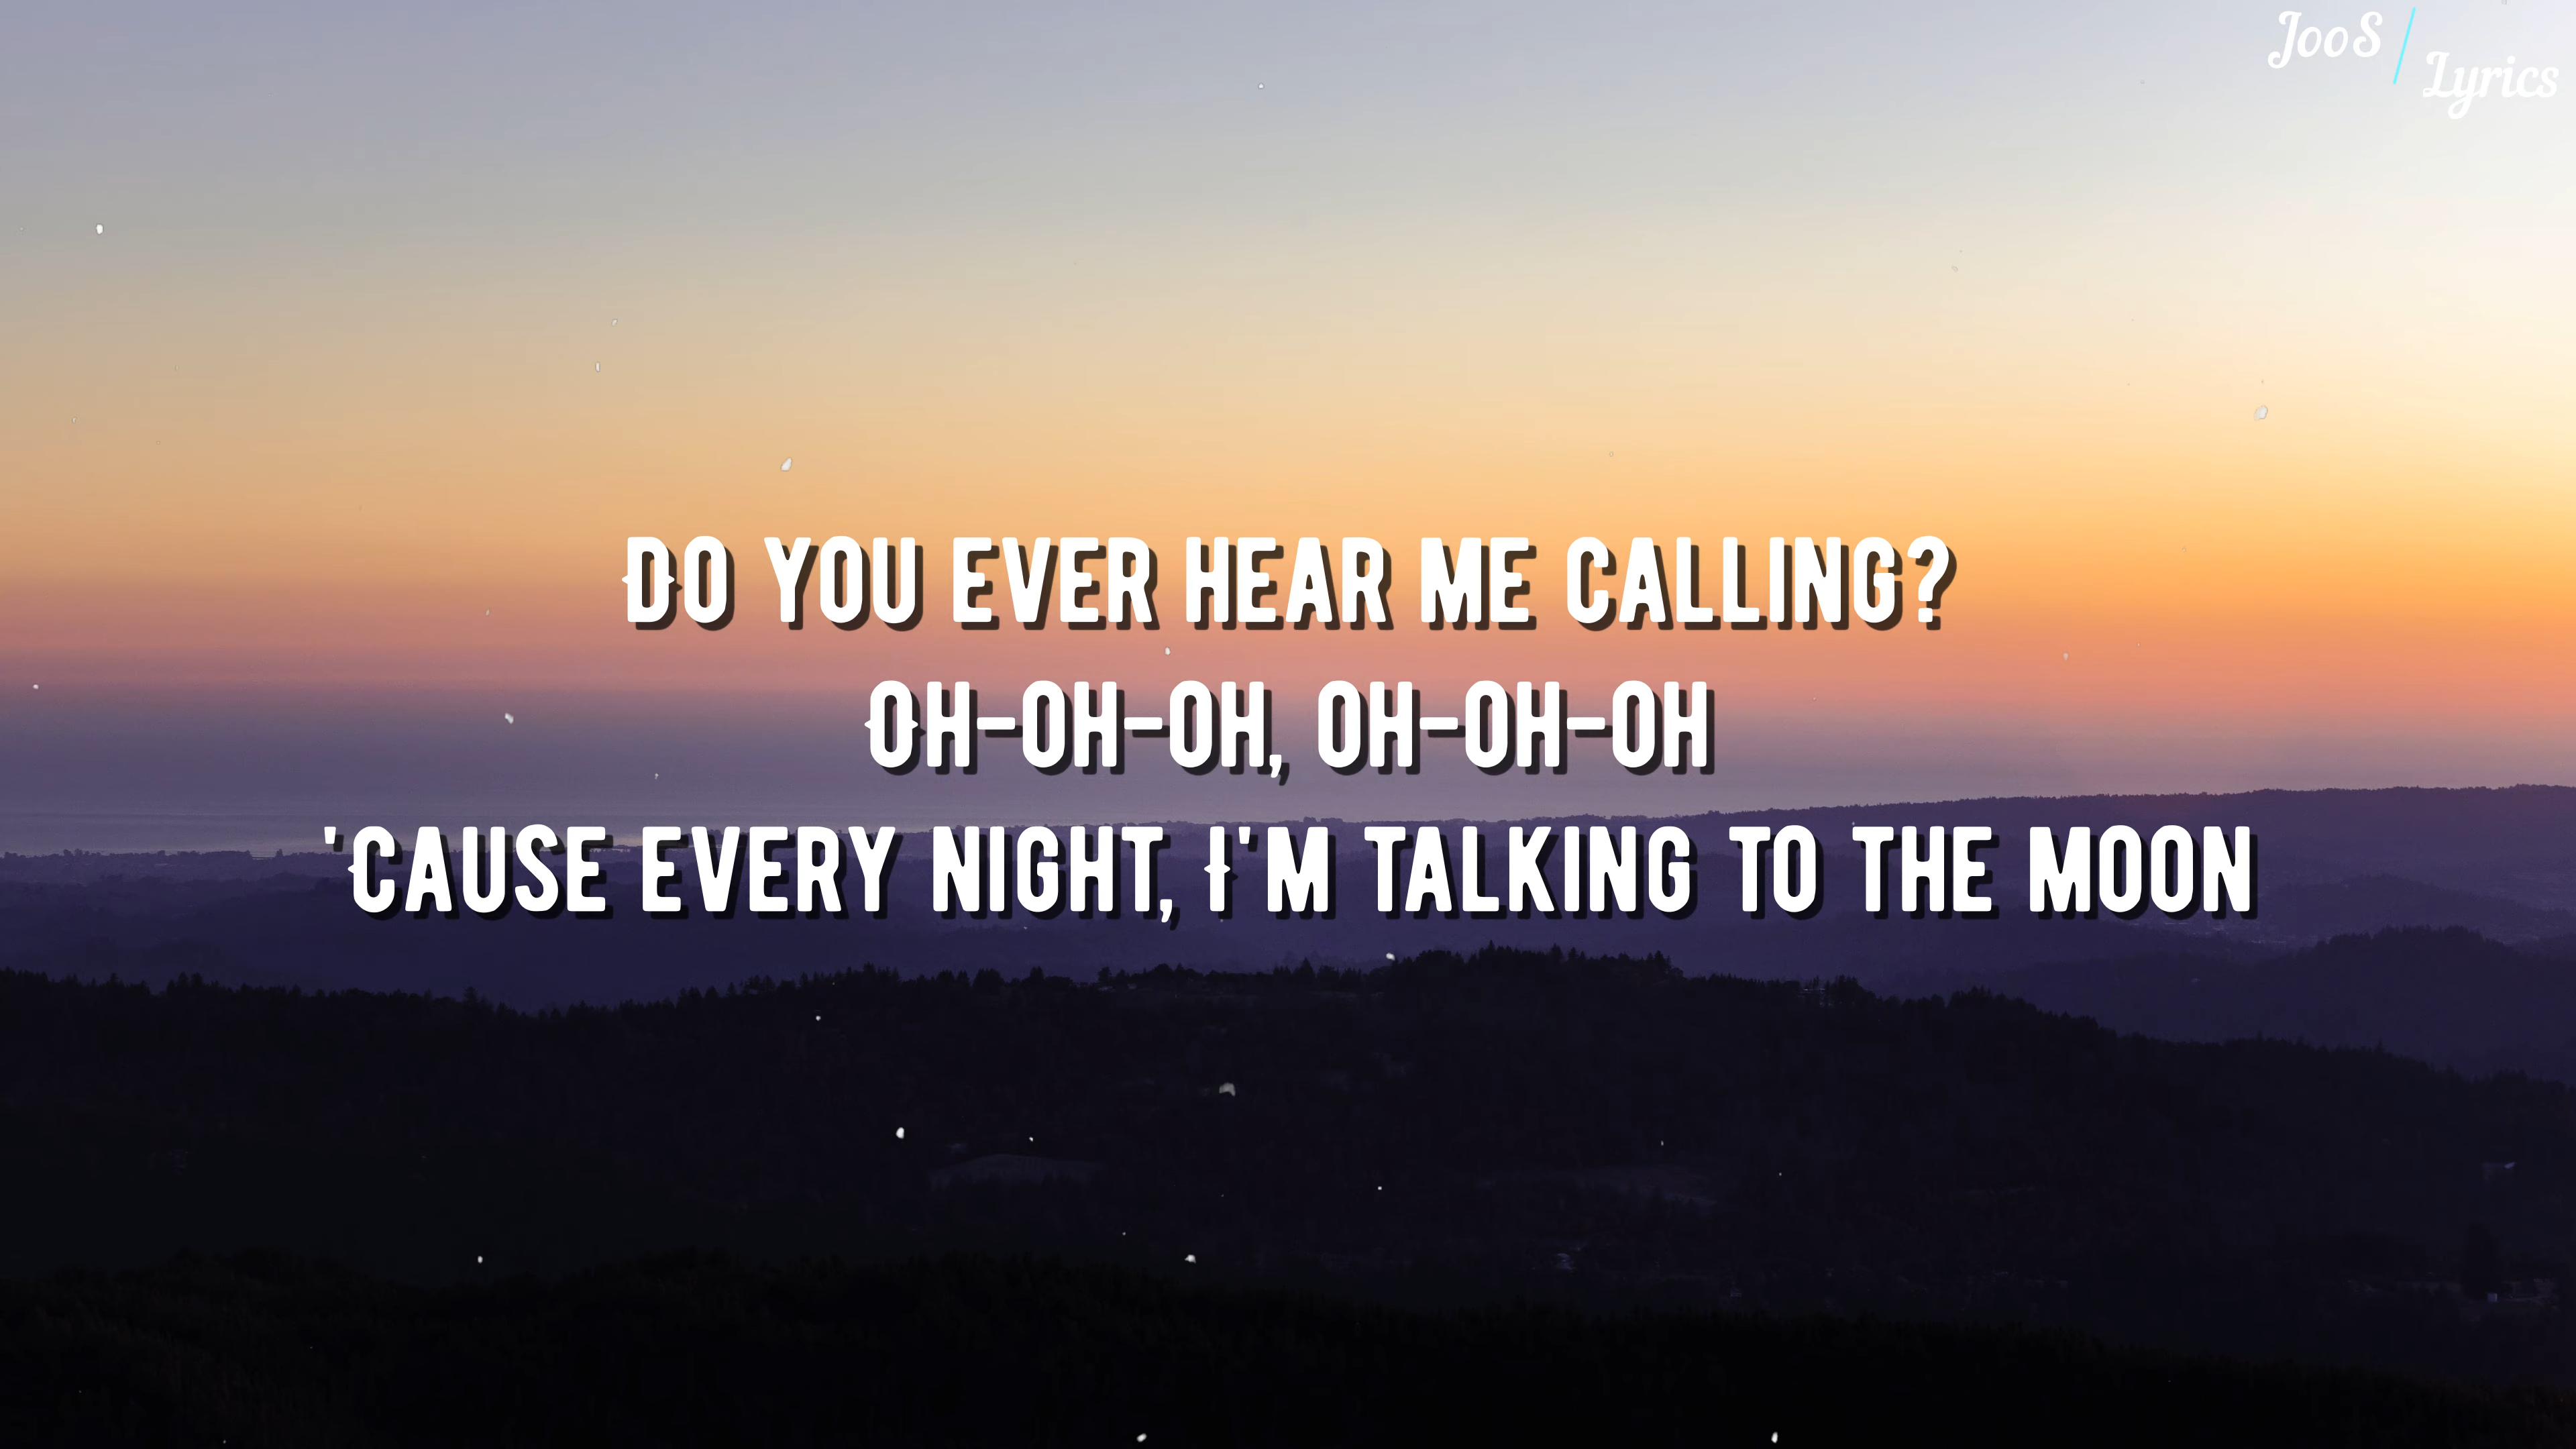 JooS / Lyrics
Do you ever hear me calling?
Oh-oh-oh, oh-oh-oh
'Cause every night, I'm talking to the moon